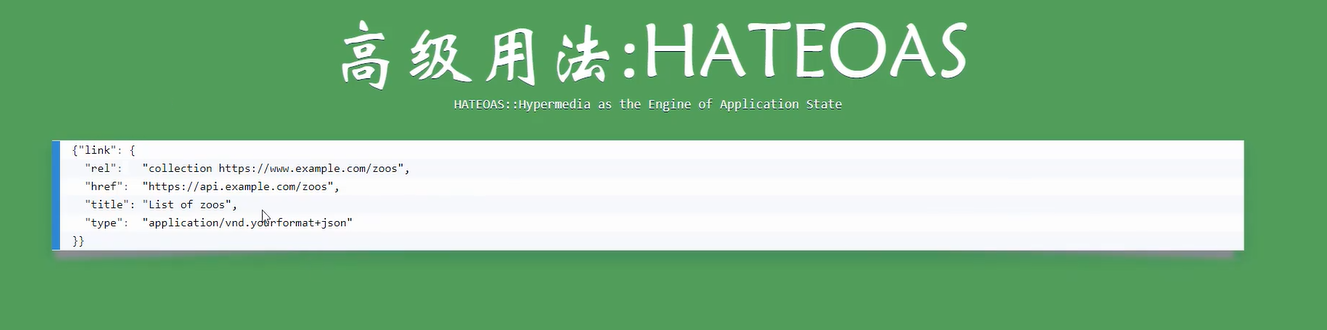 高级用法:HATEOAS
HATEOAS::Hypermedia as the Engine of Application State
{"link": {
"rel": "collection https://www.example.com/zoos",
"href": "https://api.example.com/zoos",
"title": "List of zoos",
"type": "application/vnd.yourformat+json"
}}